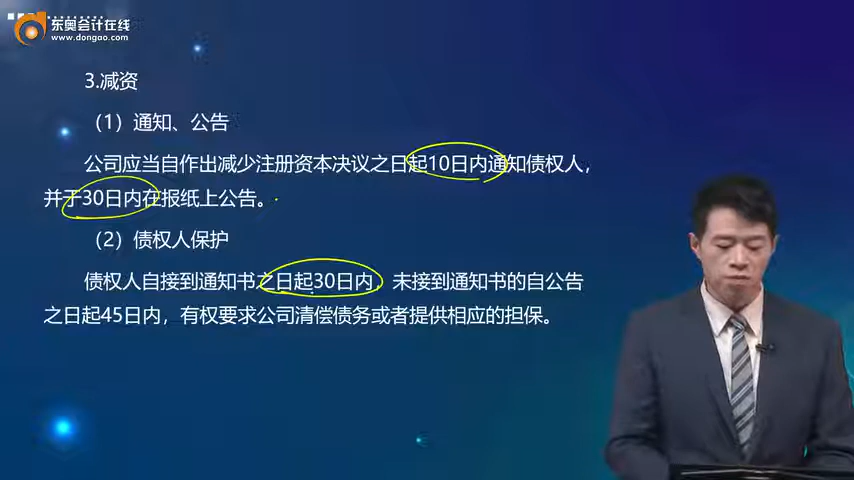 东奥会计在线
www.dongao.com
3.减资
（1）通知、公告
公司应当自作出减少注册资本决议之日起10日内通知债权人，
并于30日内在报纸上公告。
（2）债权人保护
债权人自接到通知书之日起30日内，未接到通知书的自公告
之日起45日内，有权要求公司清偿债务或者提供相应的担保。